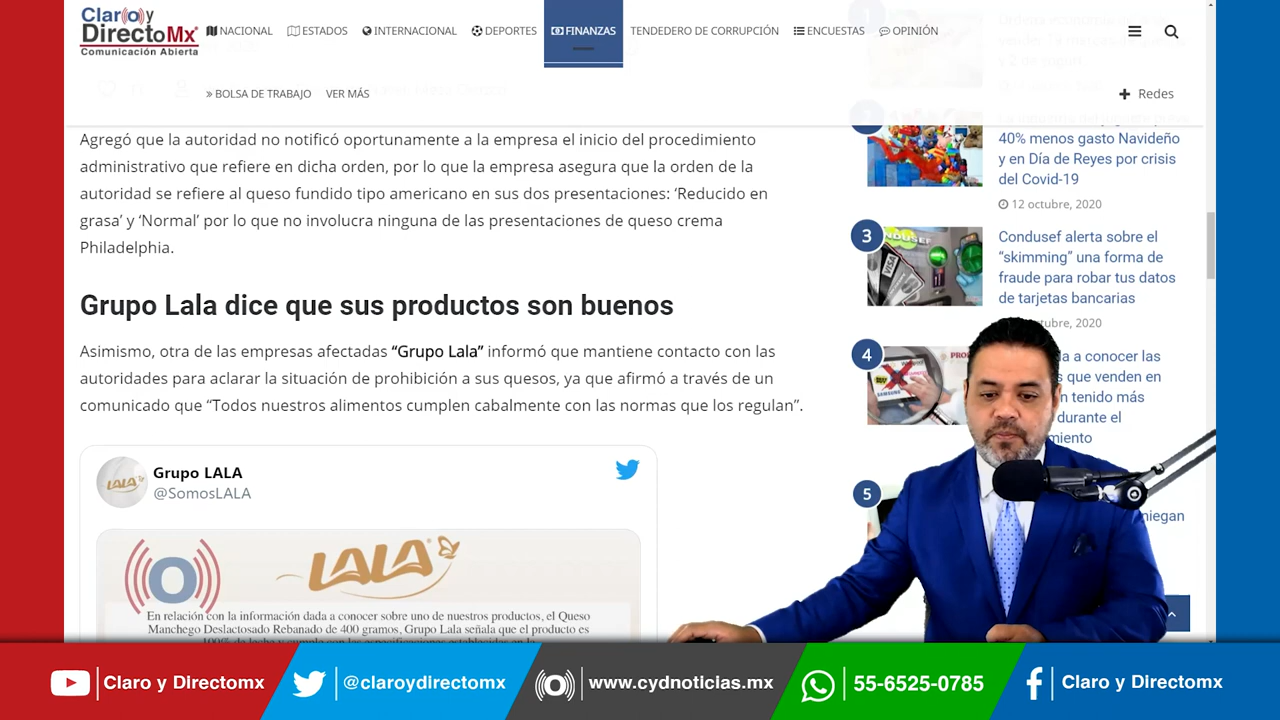 Claro y
DirectoMx
Comunicación Abierta
NACIONAL
ESTADOS
INTERNACIONAL
DEPORTES
FINANZAS
TENDEDERO DE CORRUPCIÓN
ENCUESTAS
OPINIÓN
» BOLSA DE TRABAJO
VER MÁS
+ Redes
Agregó que la autoridad no notificó oportunamente a la empresa el inicio del procedimiento
administrativo que refiere en dicha orden, por lo que la empresa asegura que la orden de la
autoridad se refiere al queso fundido tipo americano en sus dos presentaciones: ‘Reducido en
grasa’ y ‘Normal’ por lo que no involucra ninguna de las presentaciones de queso crema
Philadelphia.
Grupo Lala dice que sus productos son buenos
Asimismo, otra de las empresas afectadas “Grupo Lala” informó que mantiene contacto con las
autoridades para aclarar la situación de prohibición a sus quesos, ya que afirmó a través de un
comunicado que “Todos nuestros alimentos cumplen cabalmente con las normas que los regulan”.
Grupo LALA
@SomosLALA
LALA
En relación con la información dada a conocer sobre uno de nuestros productos, el Queso
Manchego Deslactosado Rebanado de 400 gramos, Grupo Lala señala que el producto es
40% menos gasto Navideño
y en Día de Reyes por crisis
del Covid-19
12 octubre, 2020
3
VISA
Condusef alerta sobre el
“skimming” una forma de
fraude para robar tus datos
de tarjetas bancarias
tubre, 2020
4
SAMSUNG
a a conocer las
s que venden en
n tenido más
durante el
miento
5
niegan
Claro y Directomx
@claroydirectomx
www.cydnoticias.mx
55-6525-0785
Claro y Directomx